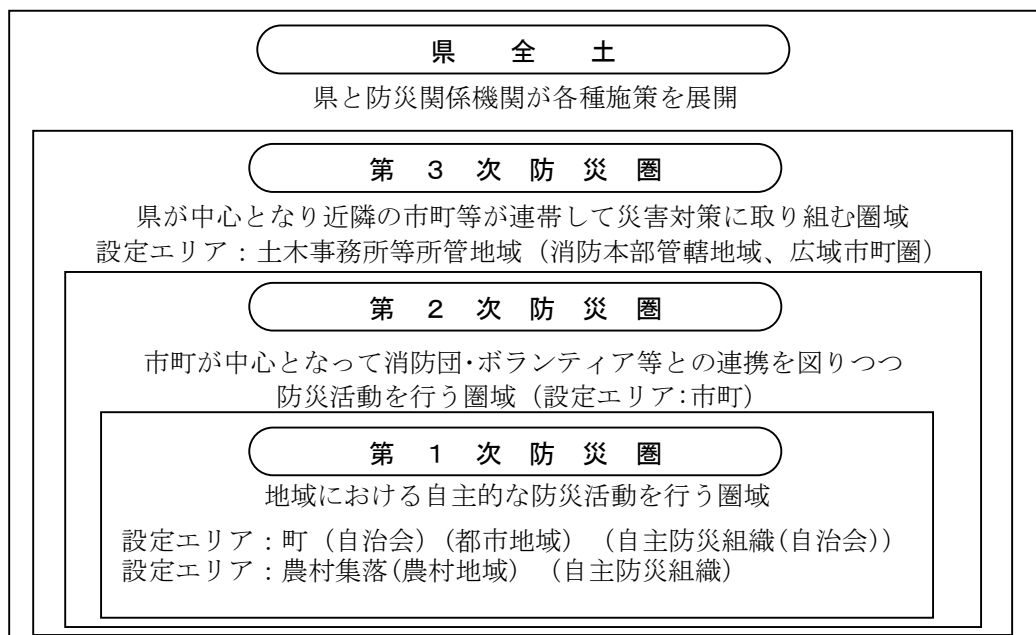 県　全　土
県と防災関係機関が各種施策を展開
第　３　次　防　災　圏
県が中心となり近隣の市町等が連帯して災害対策に取り組む圏域
設定エリア：土木事務所等所管地域（消防本部管轄地域、広域市町圏）
第　２　次　防　災　圏
市町が中心となって消防団・ボランティア等との連携を図りつつ
防災活動を行う圏域（設定エリア：市町）
第　１　次　防　災　圏
地域における自主的な防災活動を行う圏域
設定エリア：町（自治会）（都市地域）　（自主防災組織（自治会））
設定エリア：農村集落（農村地域）　（自主防災組織）